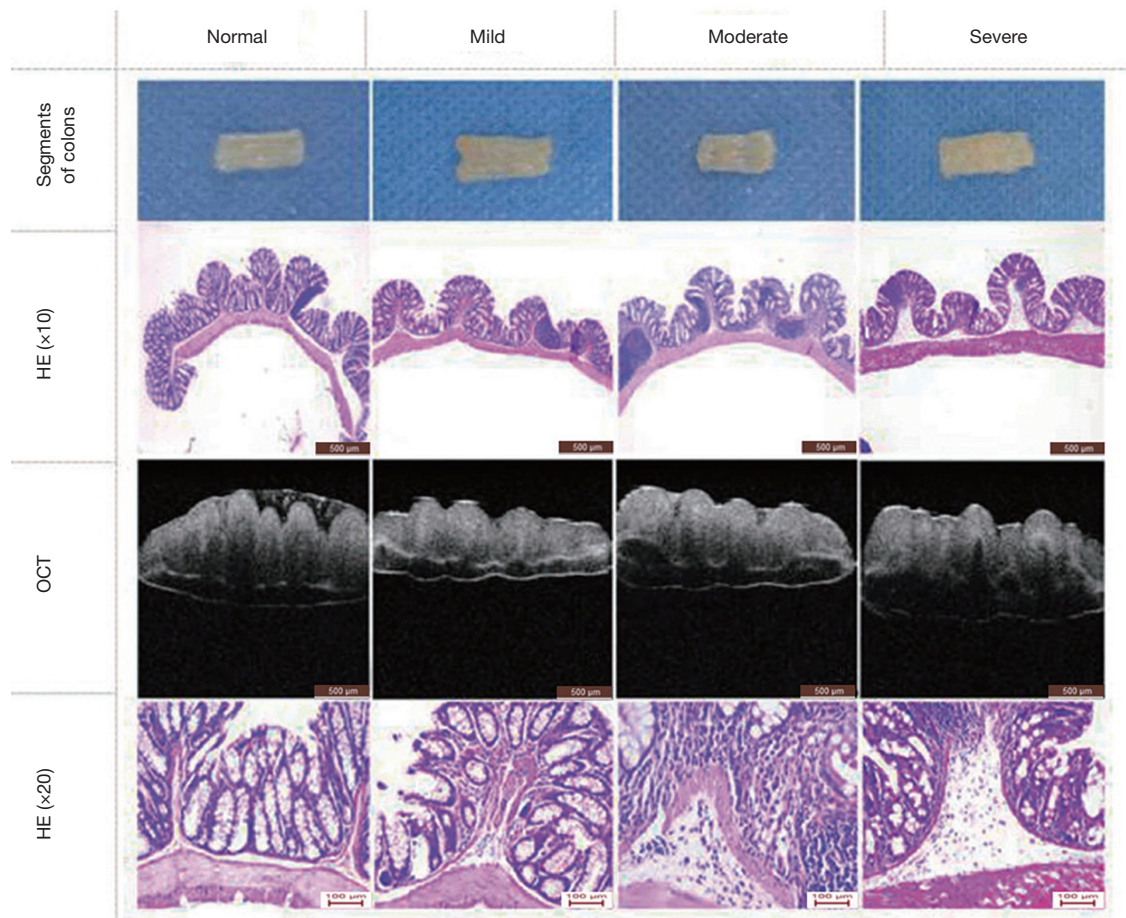 Normal
Mild
Moderate
Severe
Segments
of colons
HE (×10)
500 µm
500 µm
500 µm
500 µm
OCT
500 µm
500 µm
500 µm
500 µm
HE (×20)
100 µm
100 µm
100 µm
100 µm